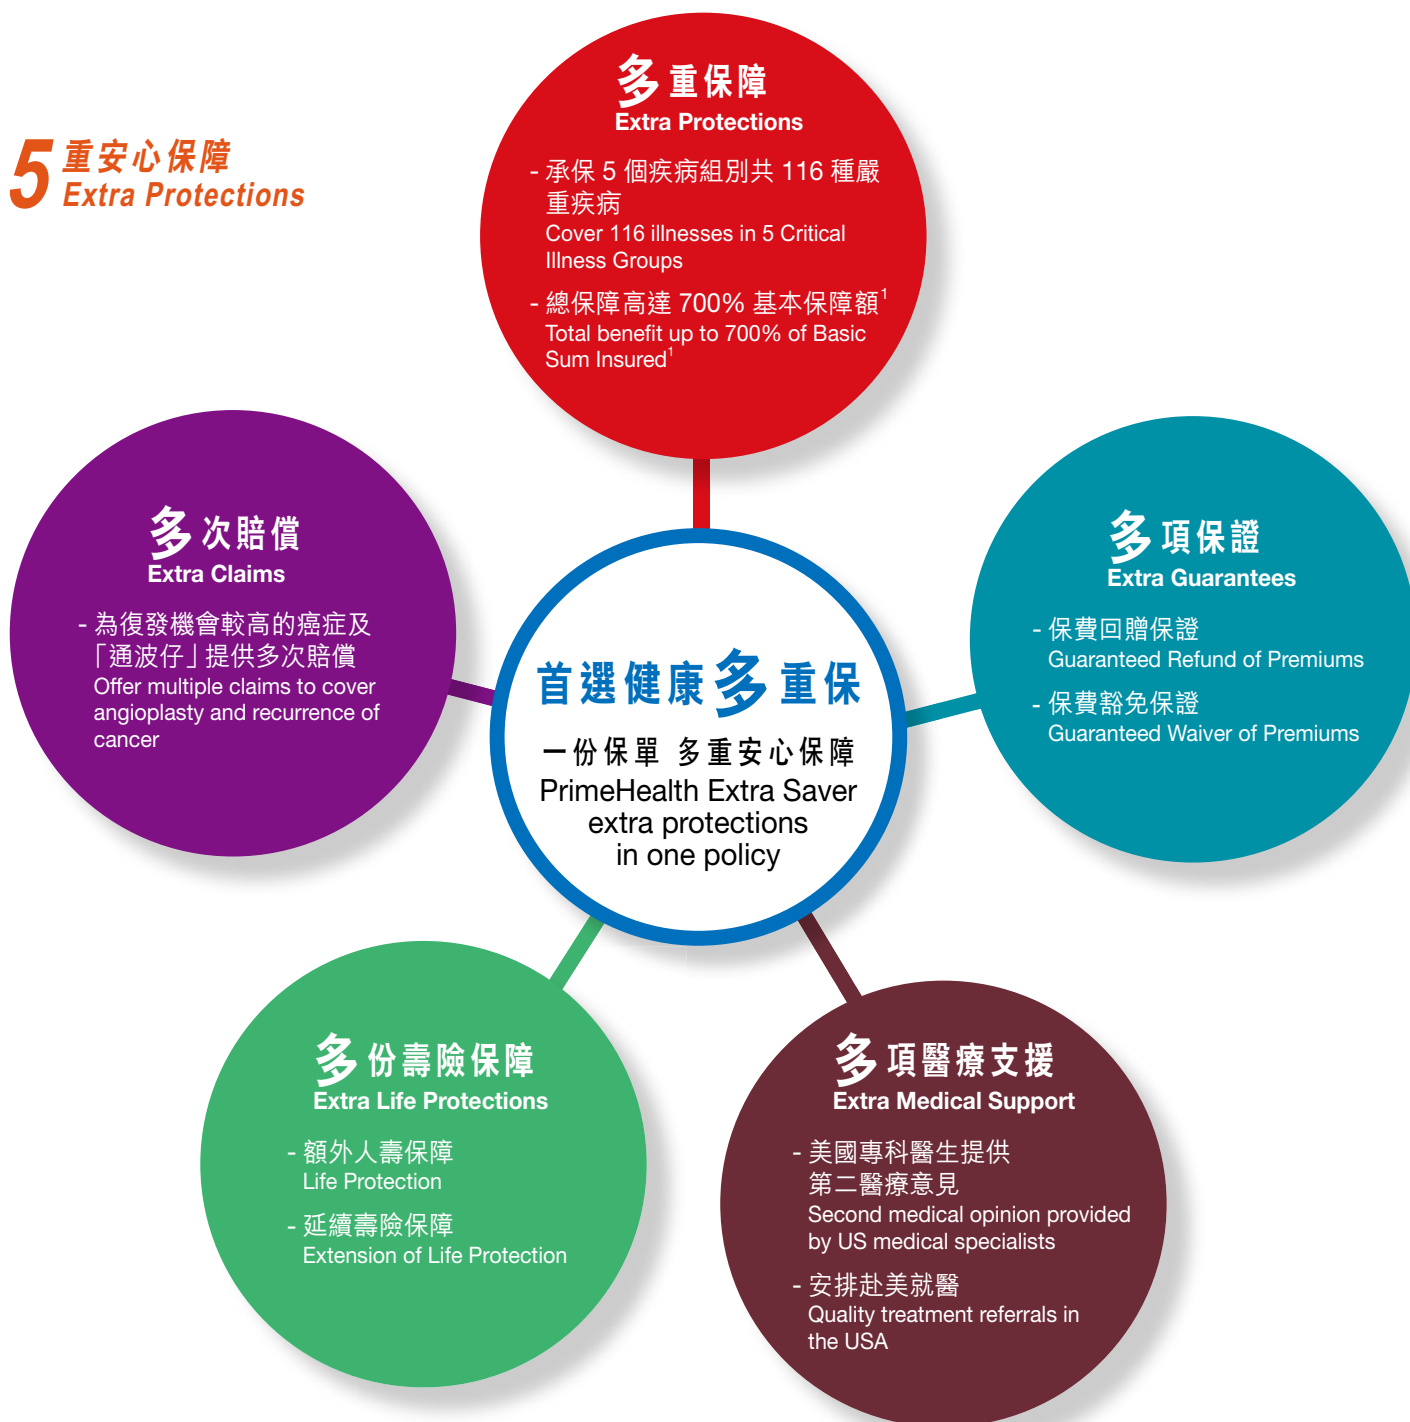 5 重安心保障
Extra Protections
多重保障
Extra Protections
- 承保 5 個疾病組別共 116 種嚴
重疾病
Cover 116 illnesses in 5 Critical
Illness Groups
- 總保障高達 700% 基本保障額1
Total benefit up to 700% of Basic
Sum Insured1
多次賠償
Extra Claims
- 為復發機會較高的癌症及
「通波仔」提供多次賠償
Offer multiple claims to cover
angioplasty and recurrence of
cancer
多項保證
Extra Guarantees
- 保費回贈保證
Guaranteed Refund of Premiums
- 保費豁免保證
Guaranteed Waiver of Premiums
首選健康多重保
一份保單 多重安心保障
PrimeHealth Extra Saver
extra protections
in one policy
多份壽險保障
Extra Life Protections
- 額外人壽保障
Life Protection
- 延續壽險保障
Extension of Life Protection
多項醫療支援
Extra Medical Support
- 美國專科醫生提供
第二醫療意見
Second medical opinion provided
by US medical specialists
- 安排赴美就醫
Quality treatment referrals in
the USA